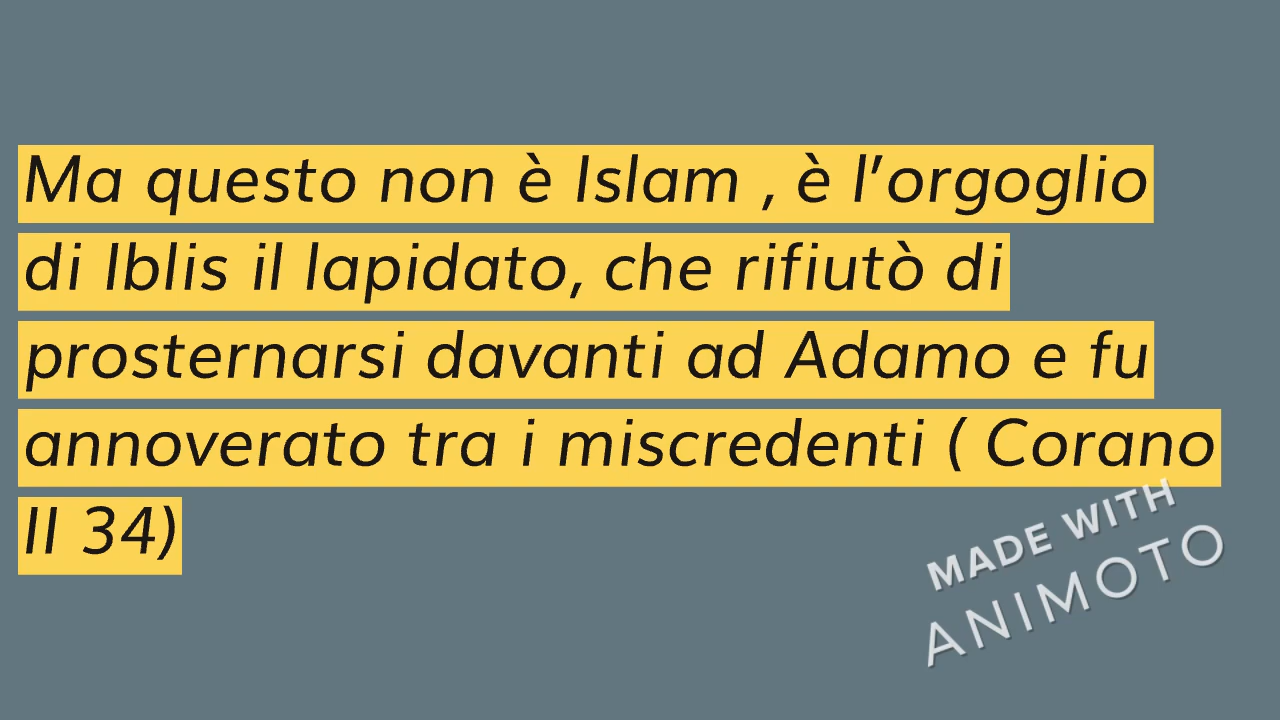 Ma questo non è Islam , è l’orgoglio
di Iblis il lapidato, che rifiutò di
prosternarsi davanti ad Adamo e fu
annoverato tra i miscredenti ( Corano
II 34)
MADE WITH
ANIMOTO